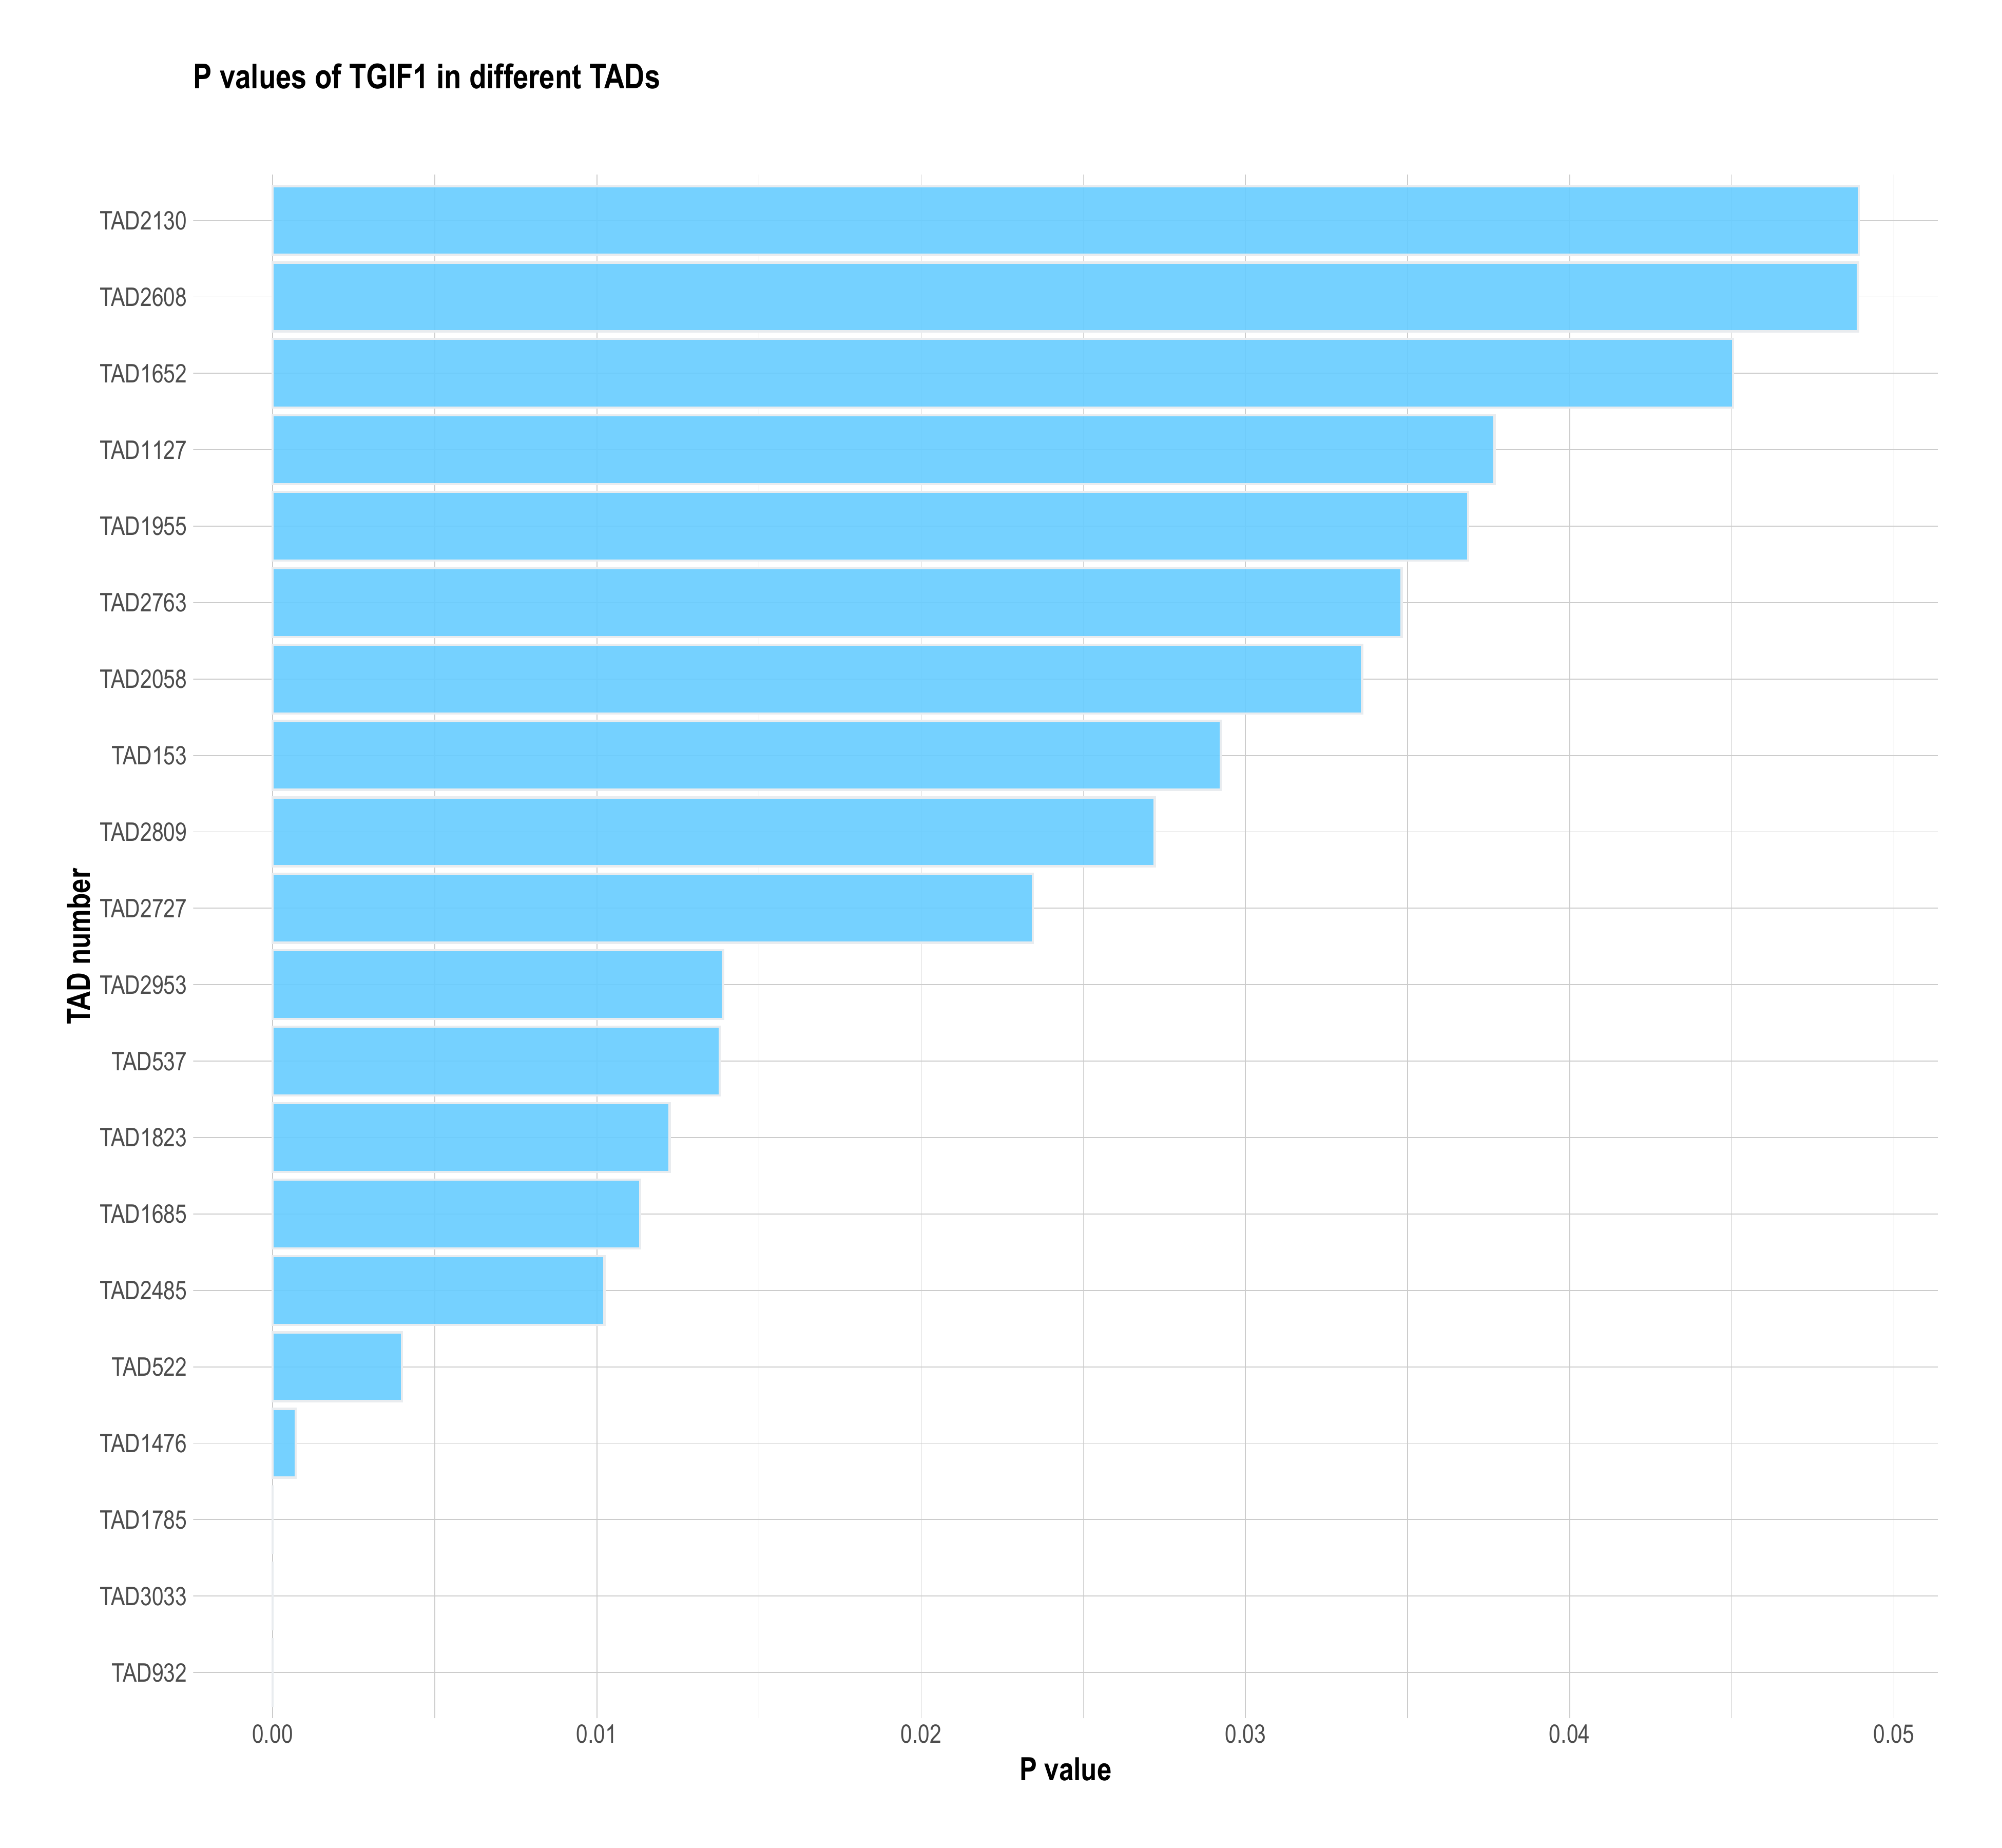 P values of TGIF1 in different TADs
TAD2130
TAD2608
TAD1652
TAD1127
TAD1955
TAD2763
TAD2058
TAD153
TAD2809
TAD2727
TAD2953
TAD537
TAD1823
TAD1685
TAD2485
TAD522
TAD1476
TAD1785
TAD3033
TAD932
TAD number
0.00 0.01 0.02 0.03 0.04 0.05
P value